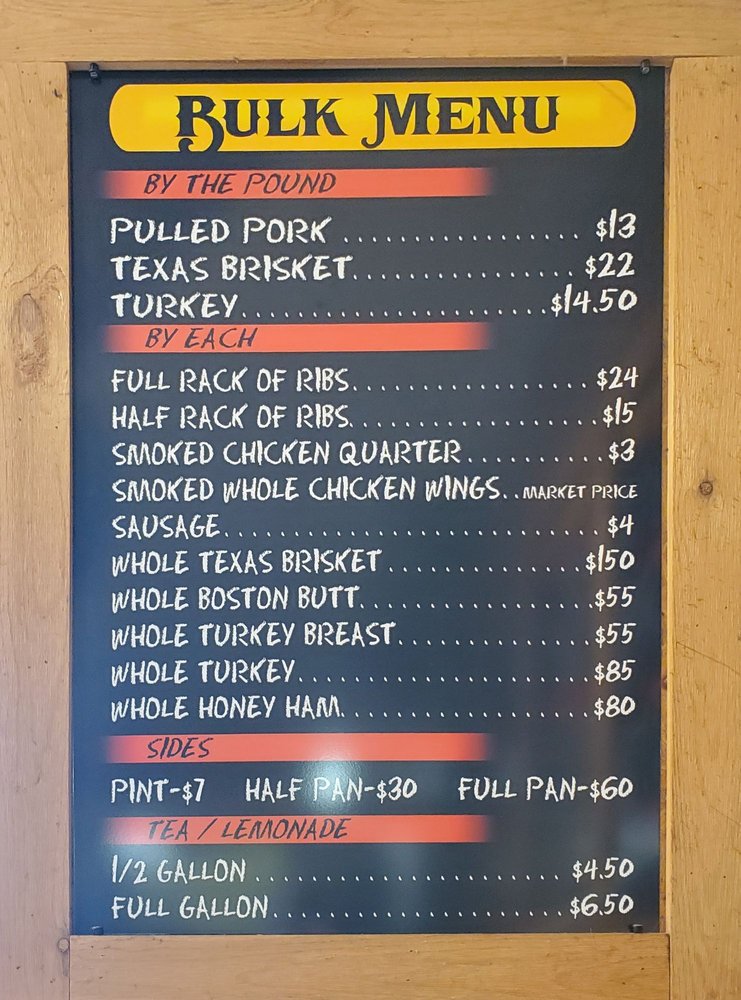 BULK MENU
BY THE POUND
PULLED PORK . . . . . . . . . . . . . . . . . $13
TEXAS BRISKET. . . . . . . . . . . . . . . . . $22
TURKEY. . . . . . . . . . . . . . . . . . . . . . . $14.50
BY EACH
FULL RACK OF RIBS. . . . . . . . . . . . . . . . . $24
HALF RACK OF RIBS. . . . . . . . . . . . . . . . . . $15
SMOKED CHICKEN QUARTER . . . . . . . . . . $3
SMOKED WHOLE CHICKEN WINGS. . MARKET PRICE
SAUSAGE. . . . . . . . . . . . . . . . . . . . . . . . . . . . $4
WHOLE TEXAS BRISKET . . . . . . . . . . . . . . $150
WHOLE BOSTON BUTT. . . . . . . . . . . . . . . . . $55
WHOLE TURKEY BREAST. . . . . . . . . . . . . . $55
WHOLE TURKEY. . . . . . . . . . . . . . . . . . . . . $85
WHOLE HONEY HAM. . . . . . . . . . . . . . . . . . $80
SIDES
PINT-$7 HALF PAN-$30 FULL PAN-$60
TEA / LEMONADE
1/2 GALLON . . . . . . . . . . . . . . . . . . . . . . . $4.50
FULL GALLON. . . . . . . . . . . . . . . . . . . . . $6.50